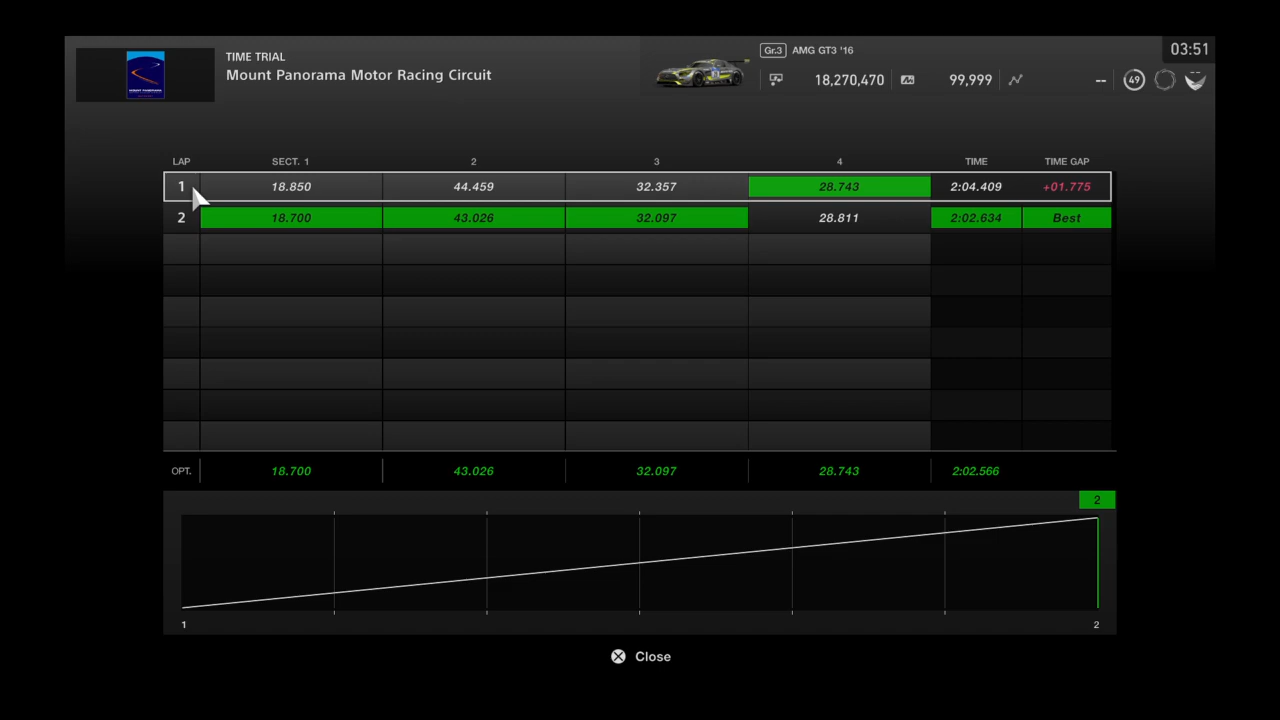 03:51
TIME TRIAL
Mount Panorama Motor Racing Circuit
MOUNT PANORAMA
Gr.3 AMG GT3 '16
18,270,470 99,999 -- 49
LAP SECT. 1 2 3 4 TIME TIME GAP
1 18.850 44.459 32.357 28.743 2:04.409 +01.775
2 18.700 43.026 32.097 28.811 2:02.634 Best
OPT. 18.700 43.026 32.097 28.743 2:02.566
2
1 2
Close